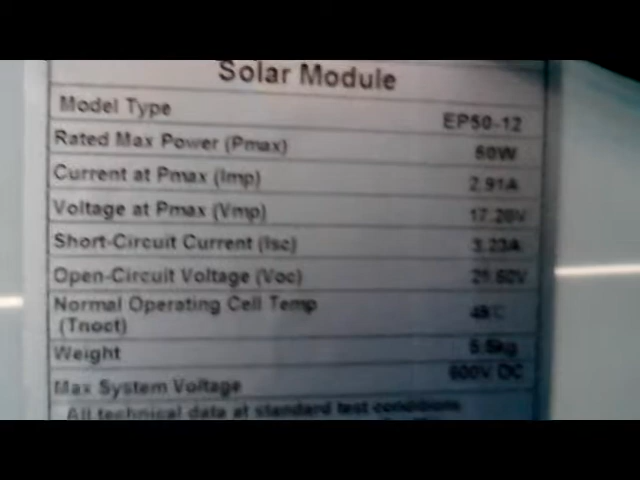 Solar Module
Model Type EP50-12
Rated Max Power (Pmax) 50W
Current at Pmax (Imp) 2.91A
Voltage at Pmax (Vmp) 17.20V
Short-Circuit Current (Isc) 3.23A
Open-Circuit Voltage (Voc) 21.60V
Normal Operating Cell Temp
(Tnoct)
Weight
Max System Voltage 600V DC
All technical data at standard test conditions